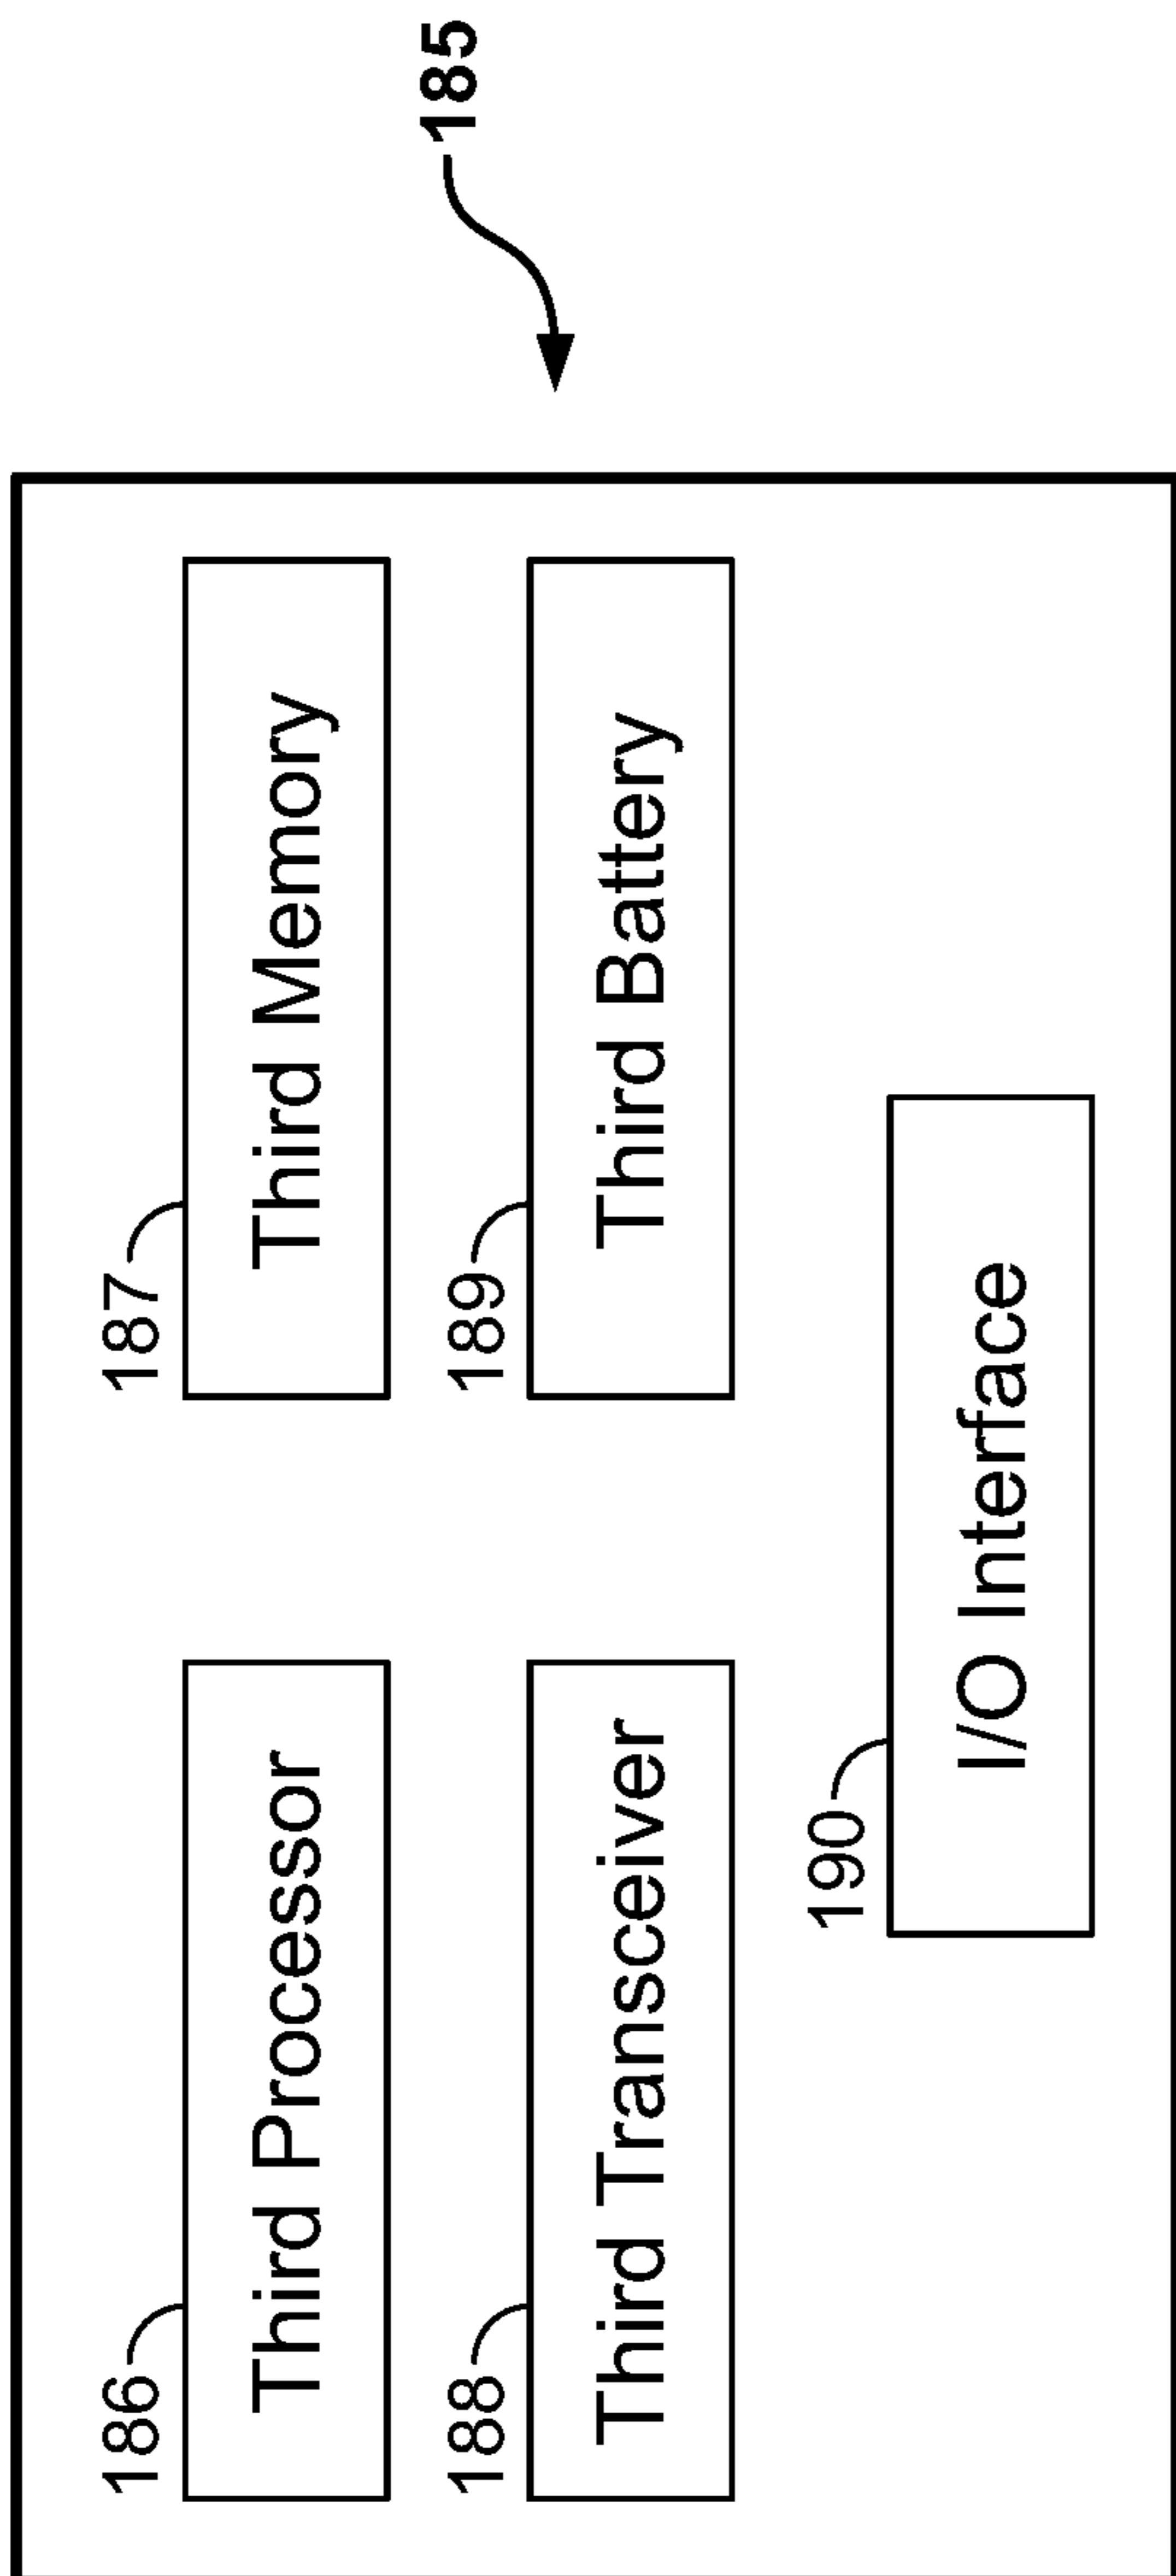 185
186
Third Processor
187
Third Memory
188
Third Transceiver
189
Third Battery
190
I/O Interface